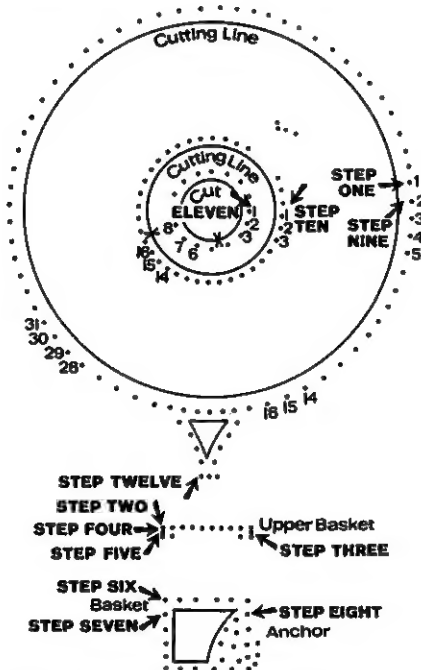 Cutting Line
Cutting Line
Cut
ELEVEN
1
2
3
6
7
8
14
15
16
1
2
3
STEP
TEN
STEP
ONE
STEP
NINE
1
2
3
4
5
31
30
29
28
16 15 14
STEP TWELVE
STEP TWO
STEP FOUR
Upper Basket
STEP FIVE
STEP THREE
STEP SIX
Basket
STEP SEVEN
STEP EIGHT
Anchor